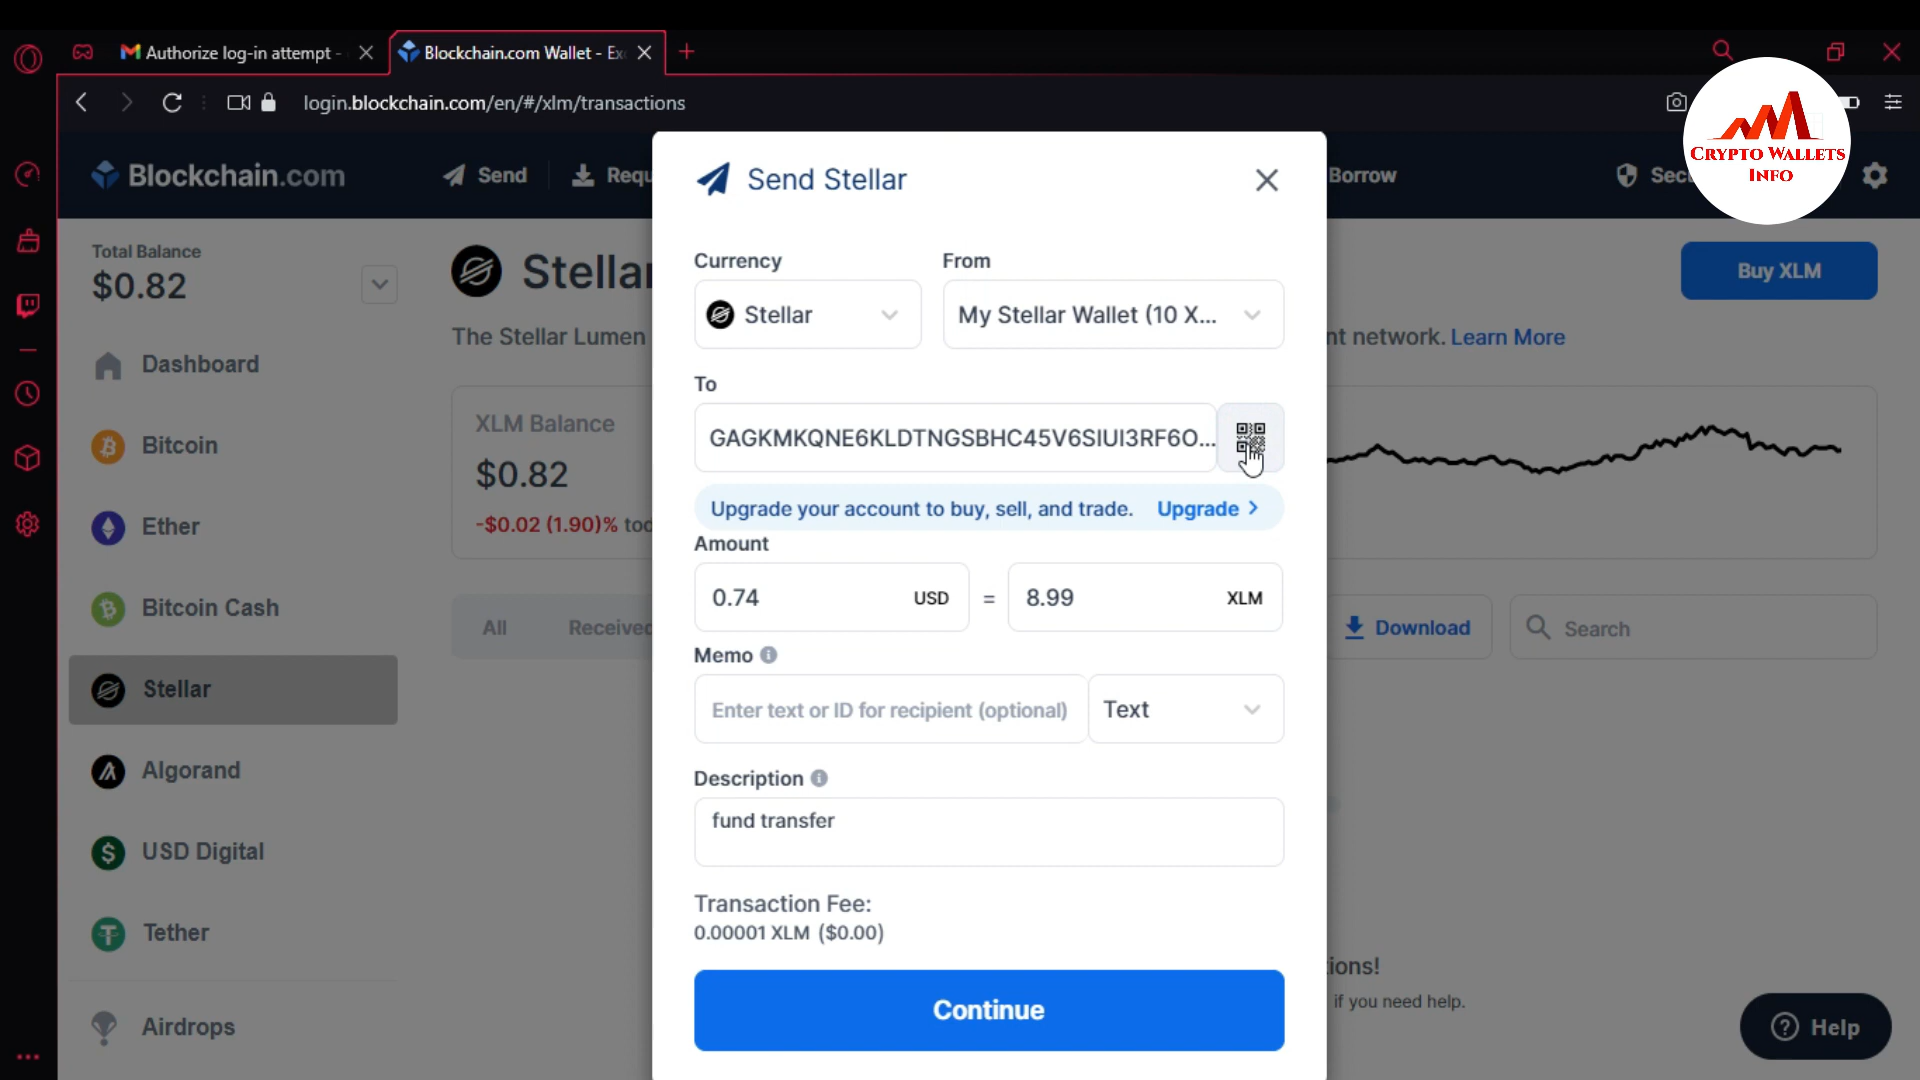 Authorize log-in attempt -
Blockchain.com Wallet - Ex
login.blockchain.com/en/#/xlm/transactions
CRYPTO WALLETS
INFO
Blockchain.com
Send
Requ
Borrow
Secu
Total Balance
$0.82
Dashboard
Bitcoin
Ether
Bitcoin Cash
Stellar
Algorand
USD Digital
Tether
Airdrops
Stellar
Buy XLM
The Stellar Lumen
nt network. Learn More
XLM Balance
$0.82
-$0.02 (1.90)% tod
All
Received
Download
Search
Send Stellar
Currency
From
Stellar
My Stellar Wallet (10 X...
To
GAGKMKQNE6KLDTNGSBHC45V6SIUI3RF6O...
Upgrade your account to buy, sell, and trade. Upgrade
Amount
0.74 USD = 8.99 XLM
Memo
Enter text or ID for recipient (optional)
Text
Description
fund transfer
Transaction Fee:
0.00001 XLM ($0.00)
Continue
ions!
if you need help.
Help